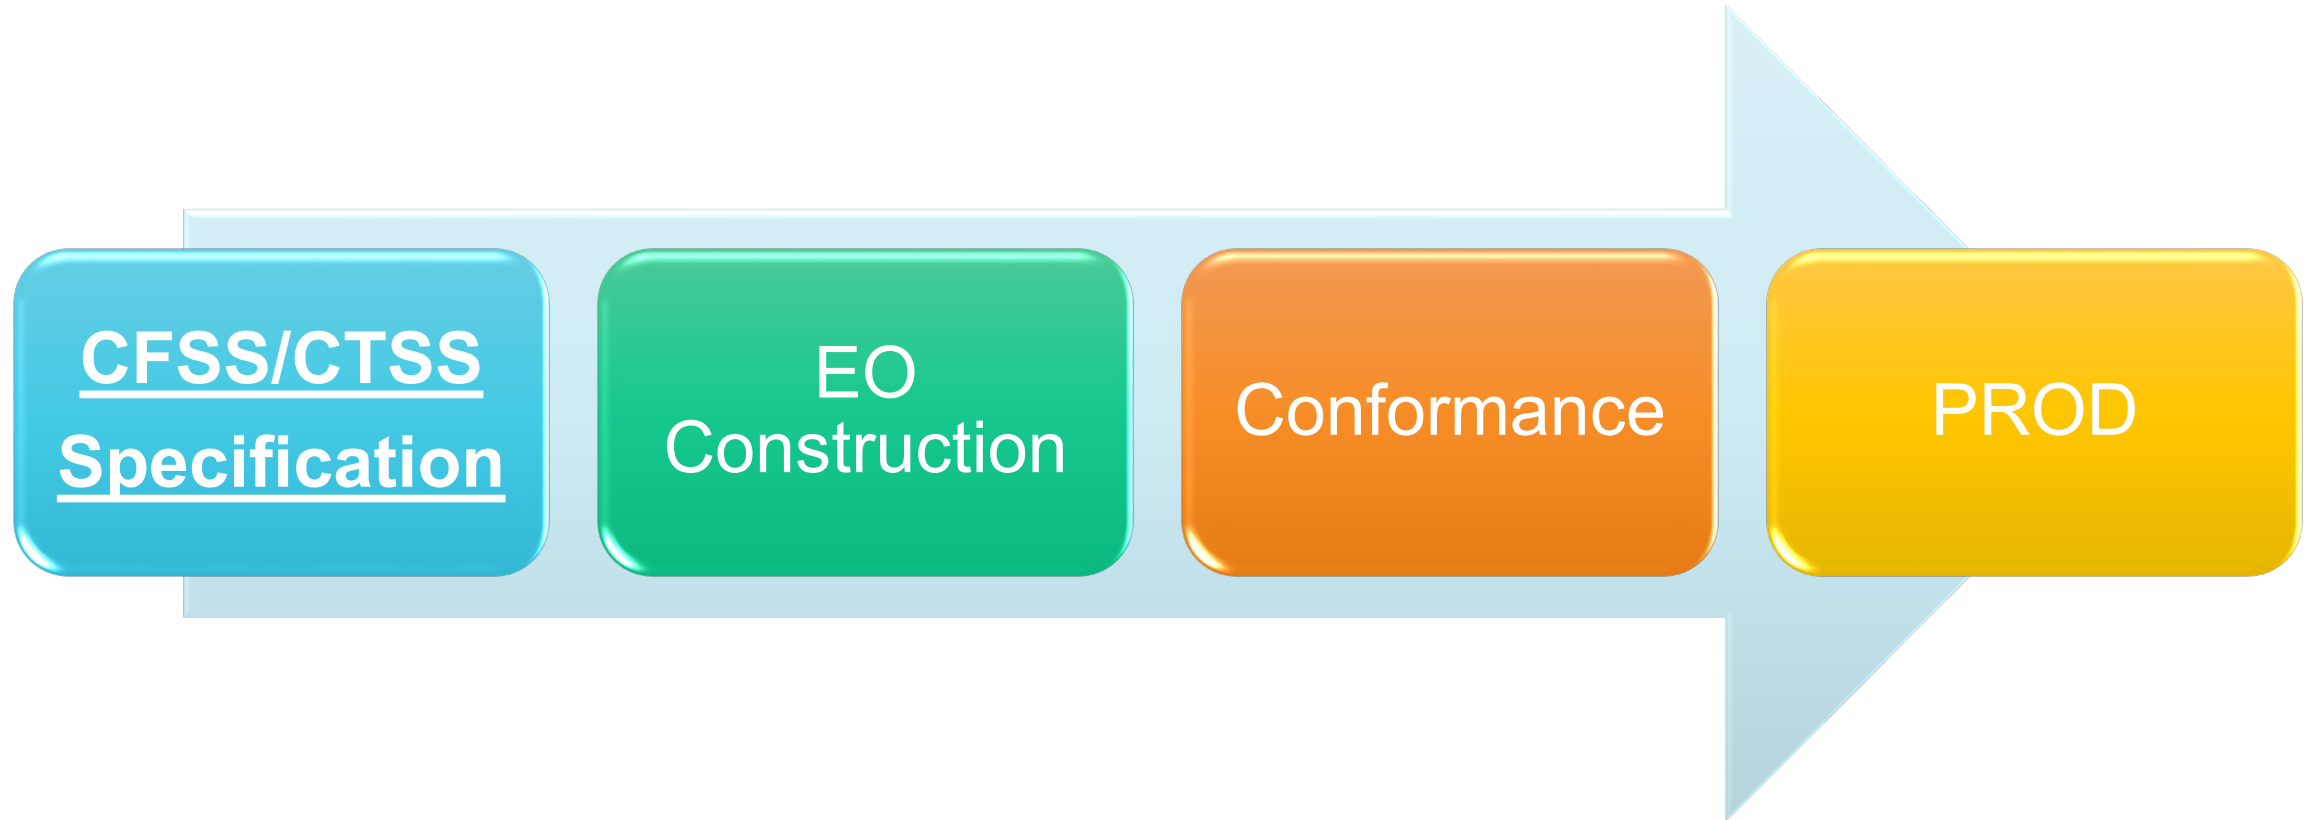 CFSS/CTSS
Specification
EO
Construction
Conformance
PROD